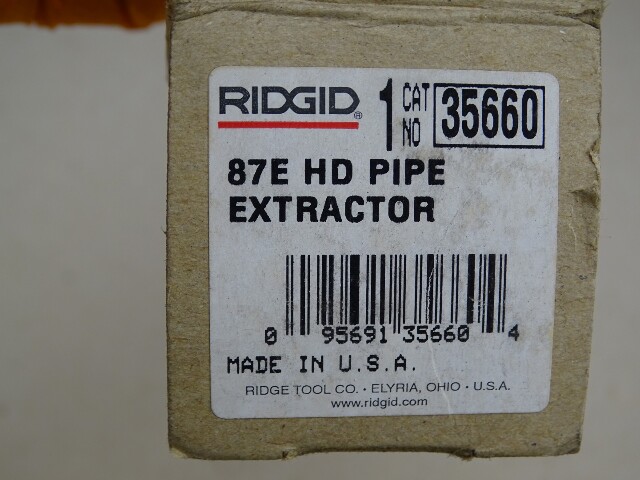 RIDGID® 1 CAT NO 35660
87E HD PIPE
EXTRACTOR
0 95691 35660 4
MADE IN U.S.A.
RIDGE TOOL CO. • ELYRIA, OHIO • U.S.A.
www.ridgid.com